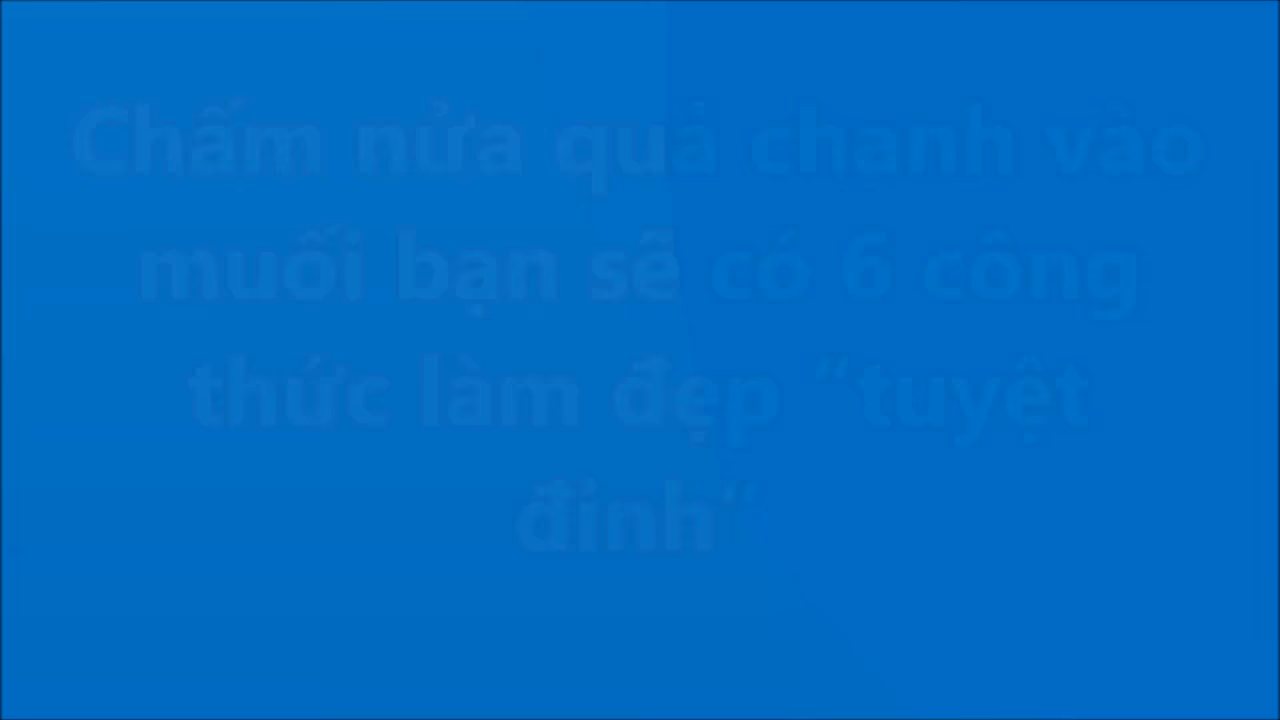 Chấm nửa quả chanh vào
muối bạn sẽ có 6 công
thức làm đẹp “tuyệt
đỉnh”